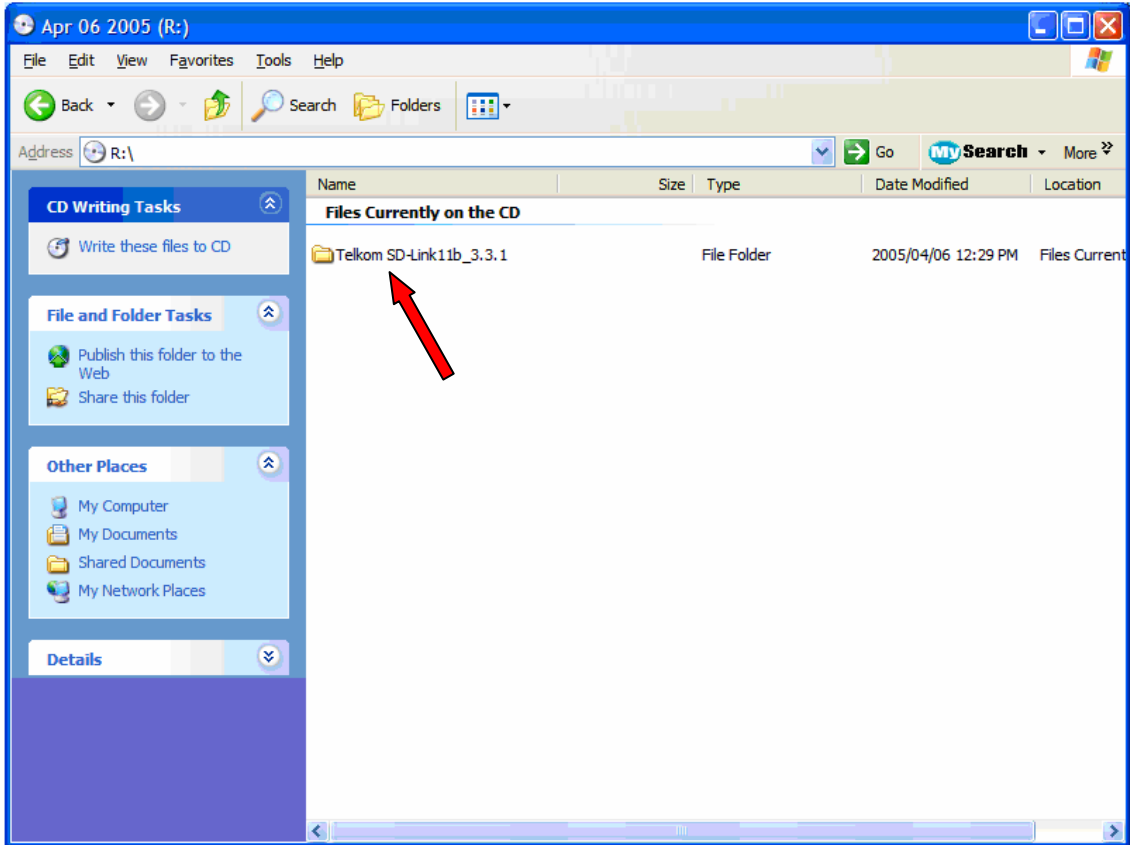 Apr 06 2005 (R:)
File Edit View Favorites Tools Help
Back Search Folders
Address R:\ Go My Search More
Name Size Type Date Modified Location
CD Writing Tasks
Files Currently on the CD
Write these files to CD
Telkom SD-Link11b_3.3.1 File Folder 2005/04/06 12:29 PM Files Current
File and Folder Tasks
Publish this folder to the
Web
Share this folder
Other Places
My Computer
My Documents
Shared Documents
My Network Places
Details